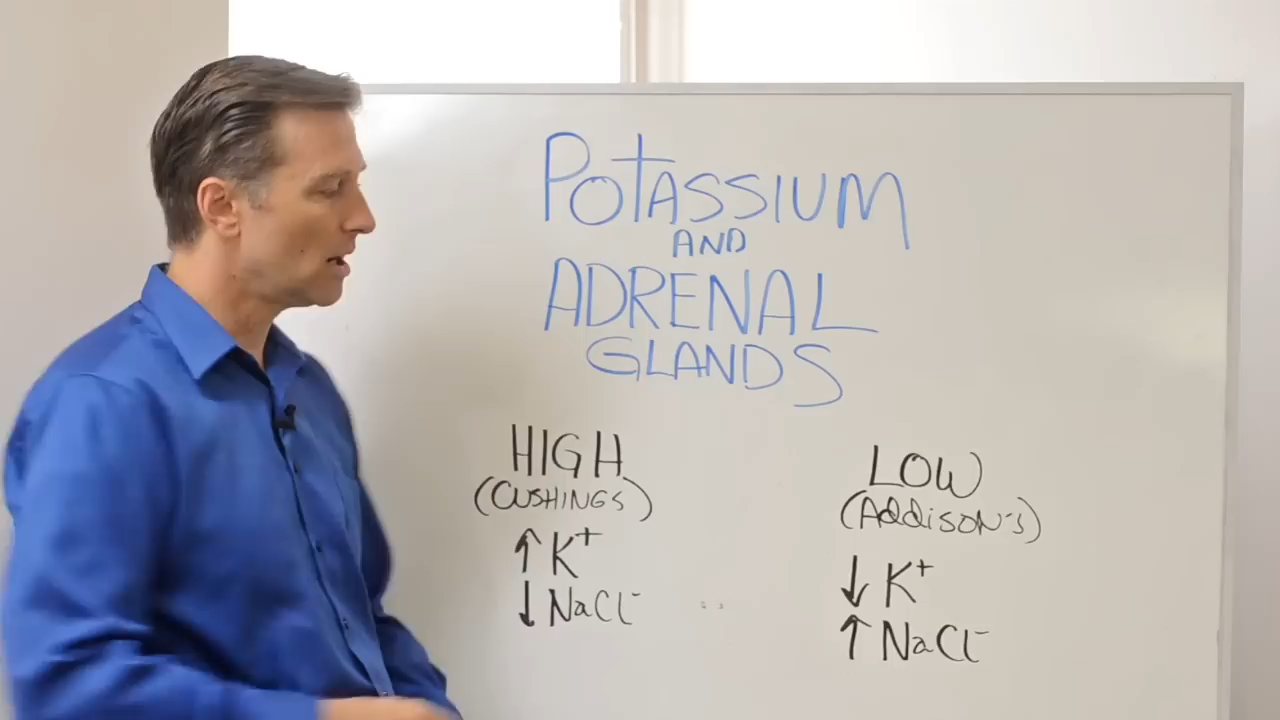 POTASSIUM
AND
ADRENAL
GLANDS
HIGH
(CUSHINGS)
↑ K+
↓ NaCl-
LOW
(ADDISON'S)
↓ K+
↑ NaCl-